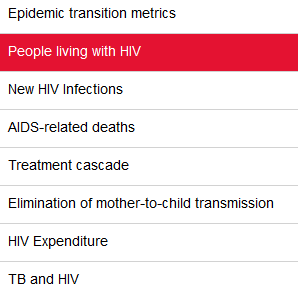 Epidemic transition metrics
People living with HIV
New HIV Infections
AIDS-related deaths
Treatment cascade
Elimination of mother-to-child transmission
HIV Expenditure
TB and HIV